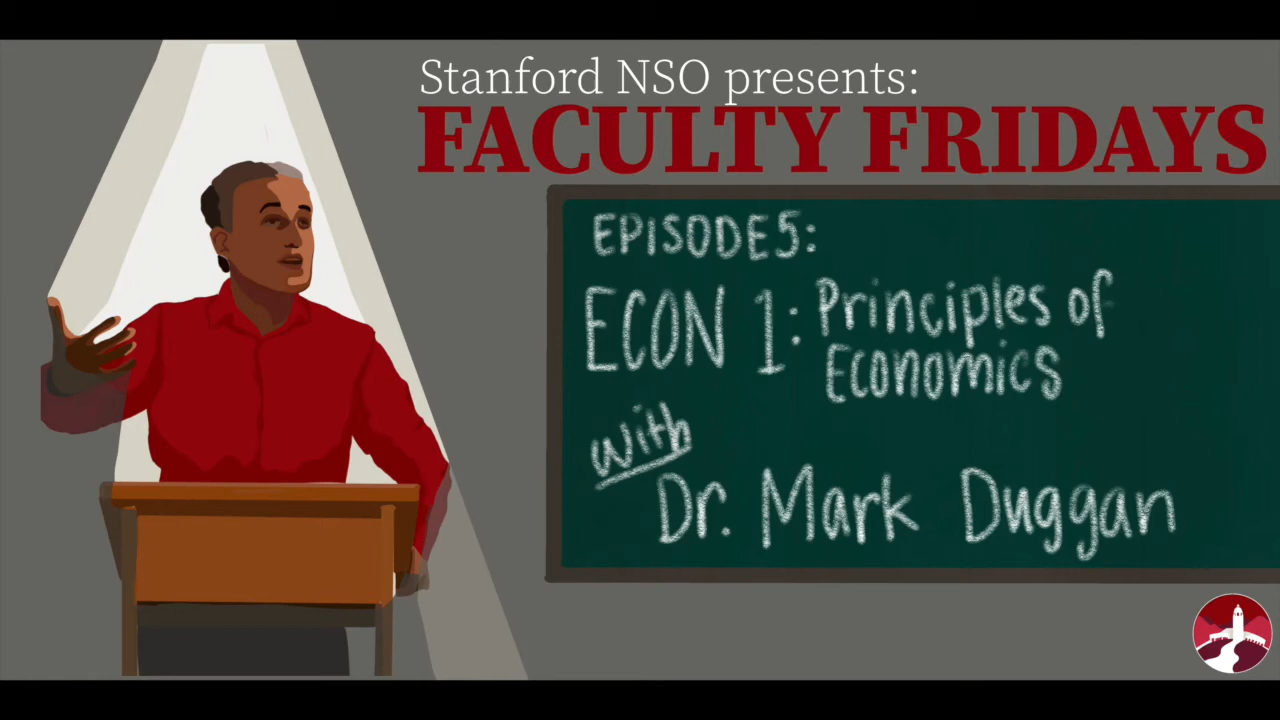 Stanford NSO presents:
FACULTY FRIDAYS
EPISODE 5:
ECON 1: Principles of
Economics
with
Dr. Mark Duggan